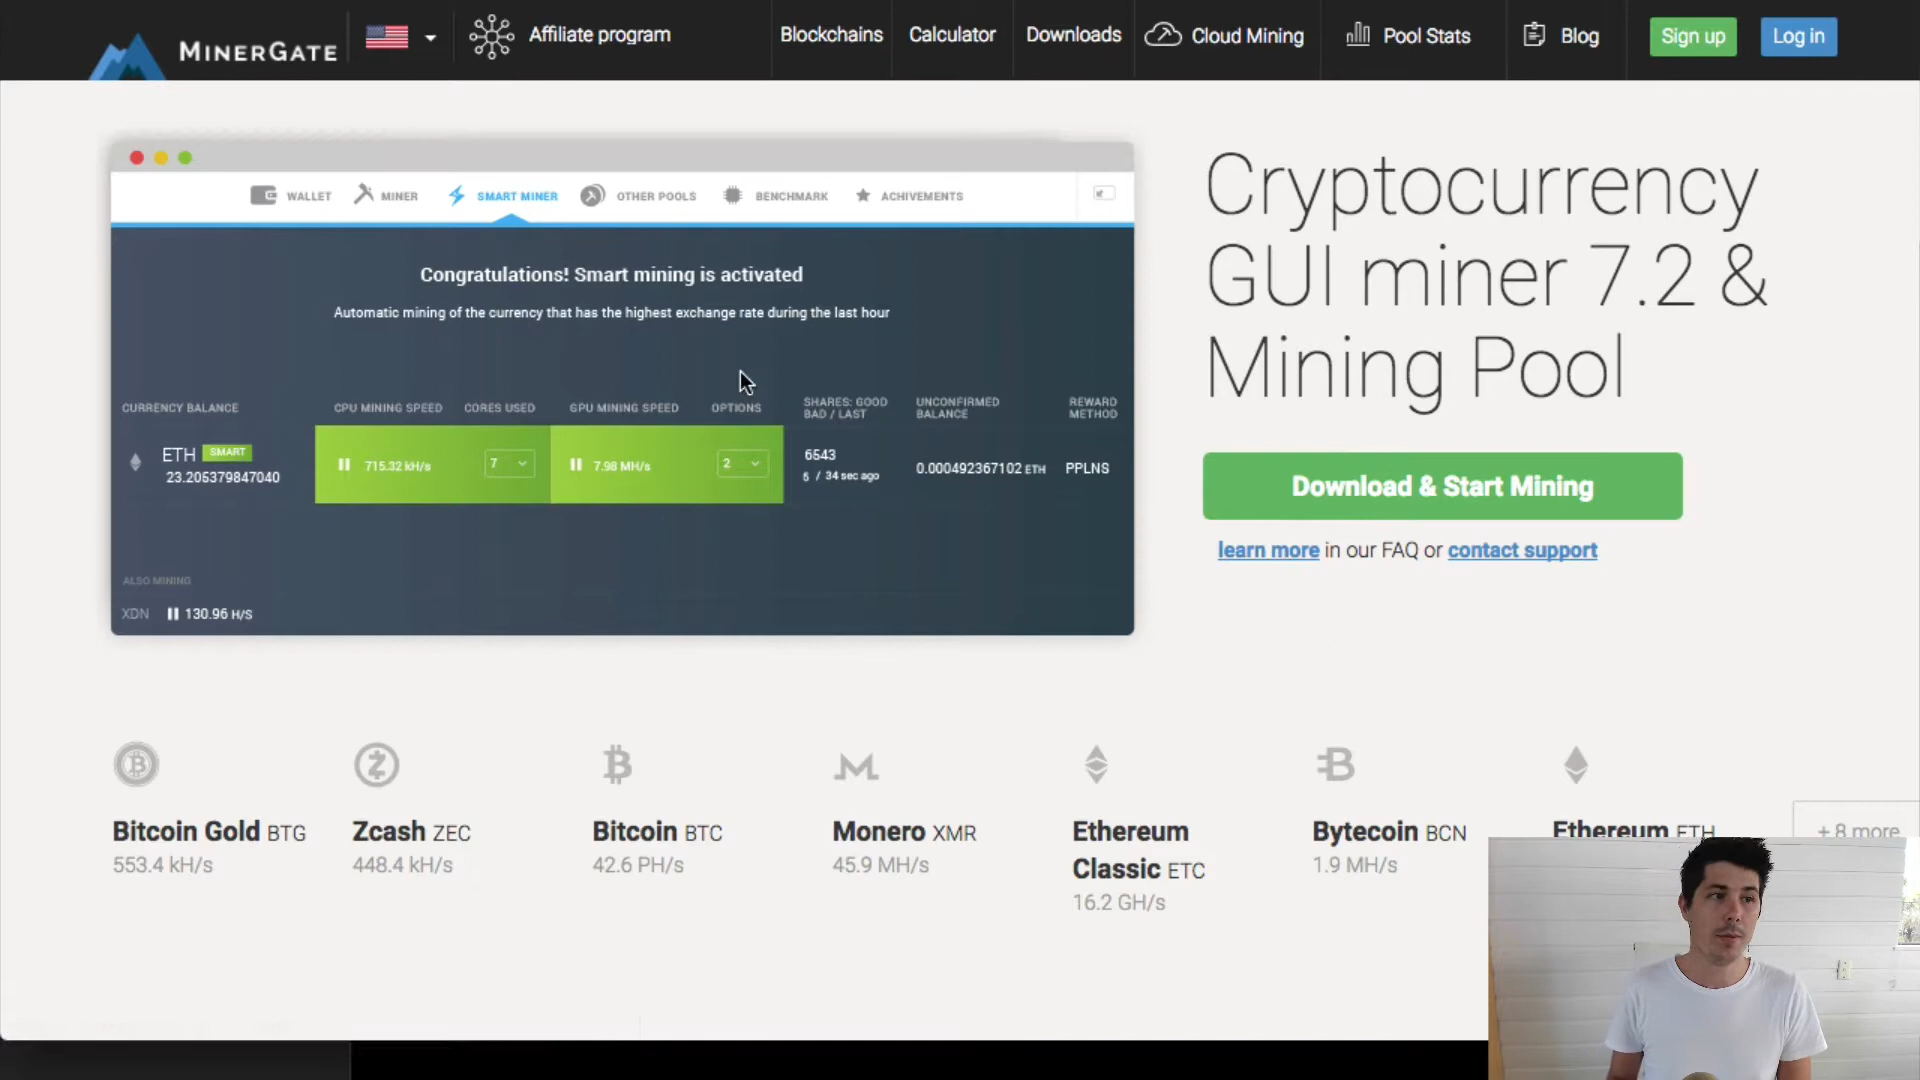 MINERGATE
Affiliate program
Blockchains
Calculator
Downloads
Cloud Mining
Pool Stats
Blog
Sign up
Log in
WALLET
MINER
SMART MINER
OTHER POOLS
BENCHMARK
ACHIVEMENTS
Congratulations! Smart mining is activated
Automatic mining of the currency that has the highest exchange rate during the last hour
CURRENCY BALANCE
CPU MINING SPEED
CORES USED
GPU MINING SPEED
OPTIONS
SHARES: GOOD
BAD / LAST
UNCONFIRMED
BALANCE
REWARD
METHOD
ETH SMART
23.205379847040
715.32 kH/s
7
7.98 MH/s
2
6543
5 / 34 sec ago
0.000492367102 ETH
PPLNS
ALSO MINING
XDN
130.96 H/S
Cryptocurrency
GUI miner 7.2 &
Mining Pool
Download & Start Mining
learn more in our FAQ or contact support
Bitcoin Gold BTG
553.4 kH/s
Zcash ZEC
448.4 kH/s
Bitcoin BTC
42.6 PH/s
Monero XMR
45.9 MH/s
Ethereum
Classic ETC
16.2 GH/s
Bytecoin BCN
1.9 MH/s
Ethereum ETH
+ 8 more